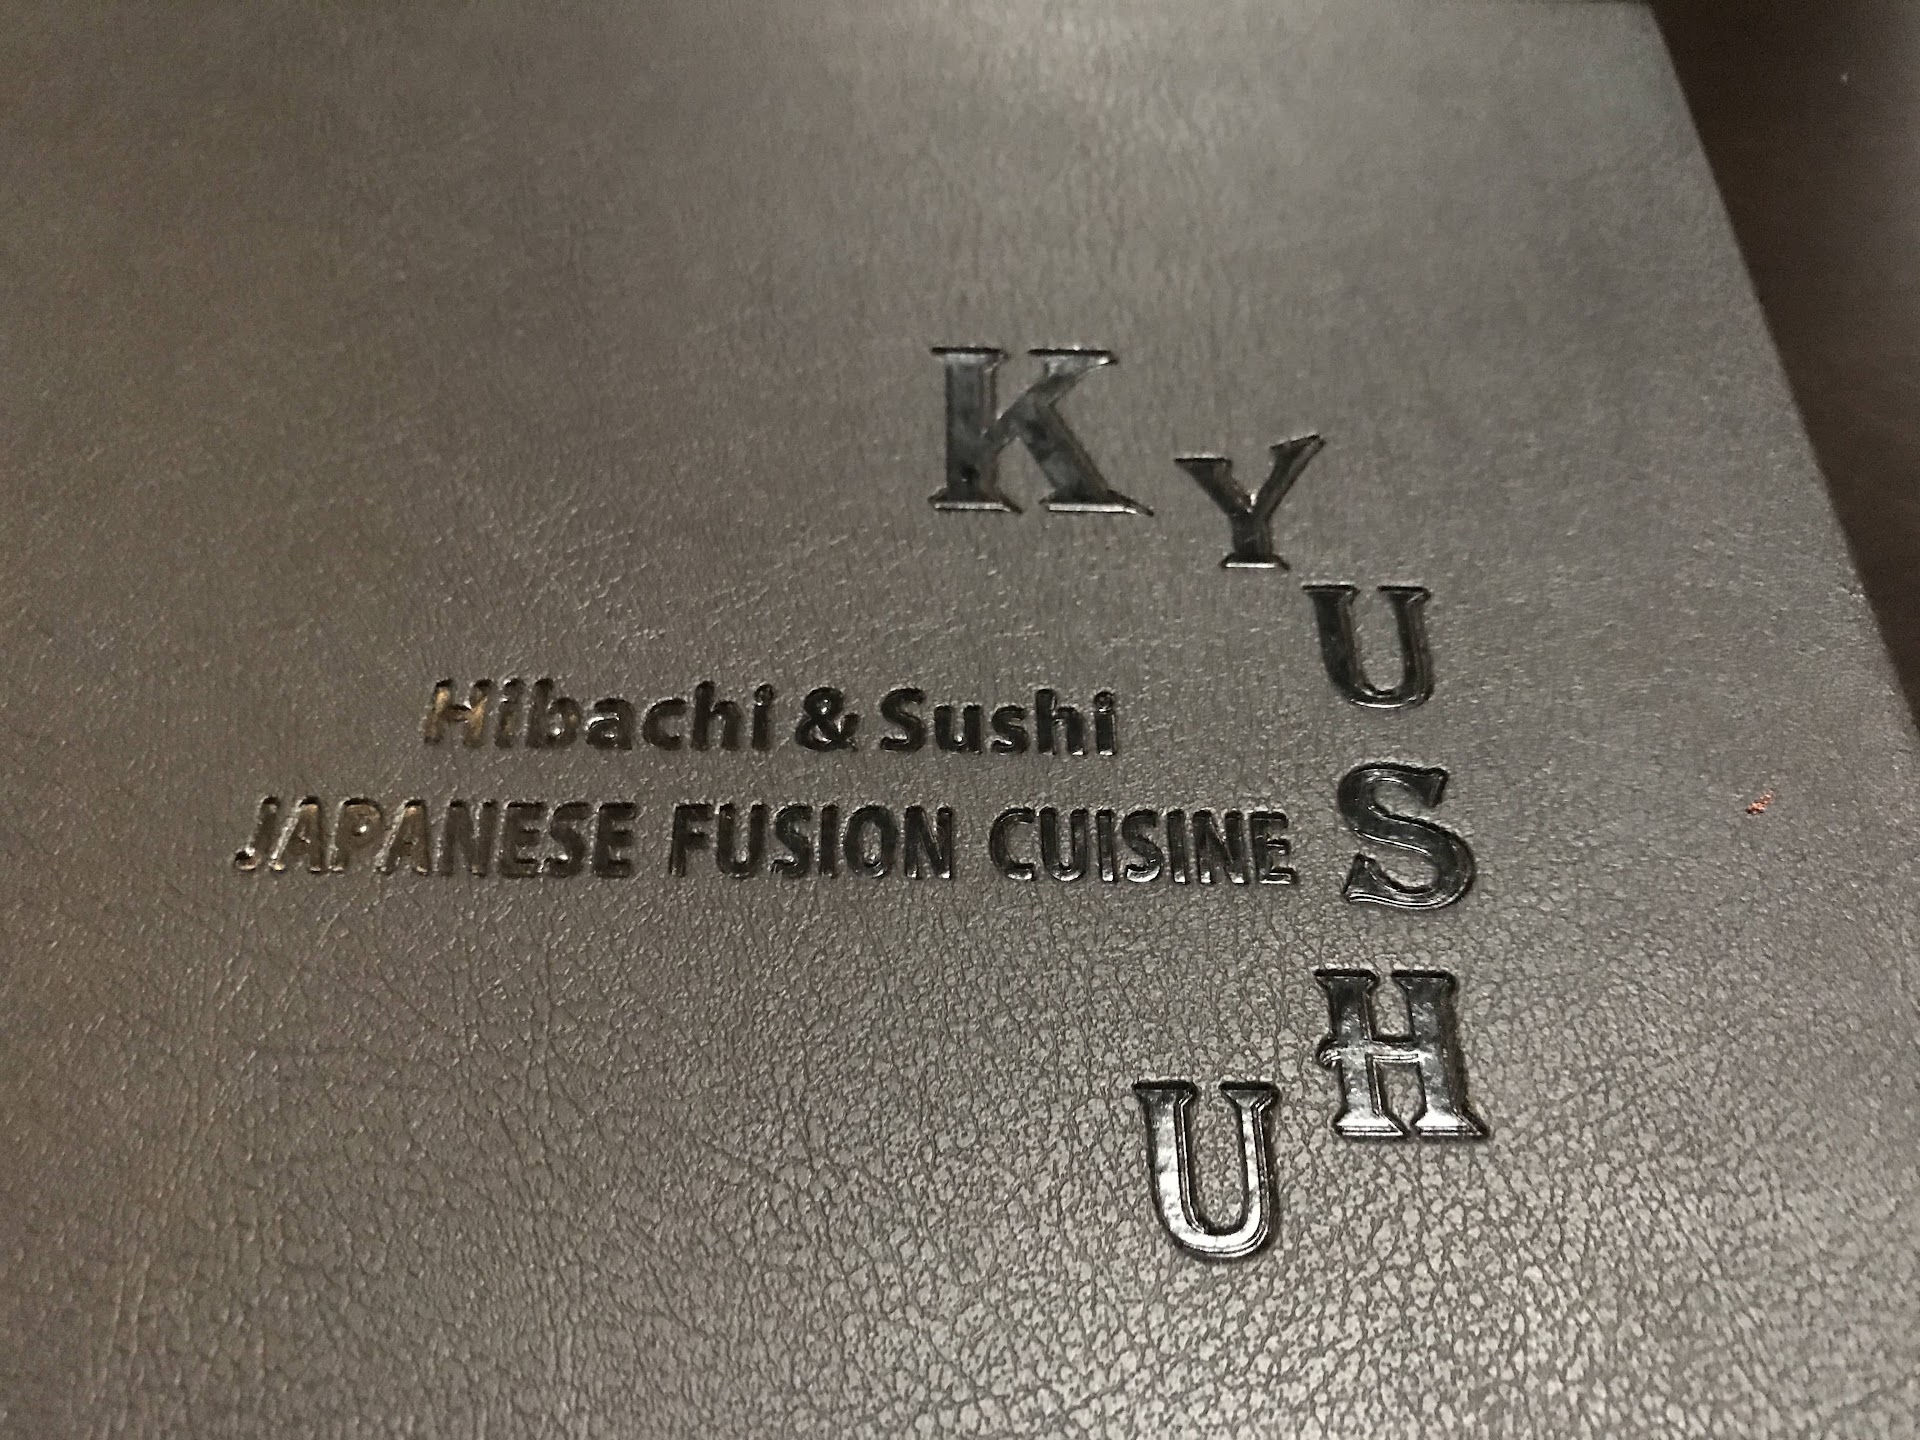 KYUSHU
Hibachi & Sushi
JAPANESE FUSION CUISINE